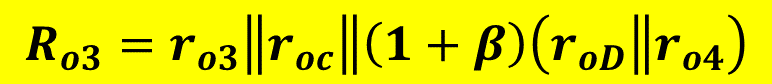 R_{o3} = r_{o3}‖r_{oc}‖(1 + β)(r_{oD}‖r_{o4})